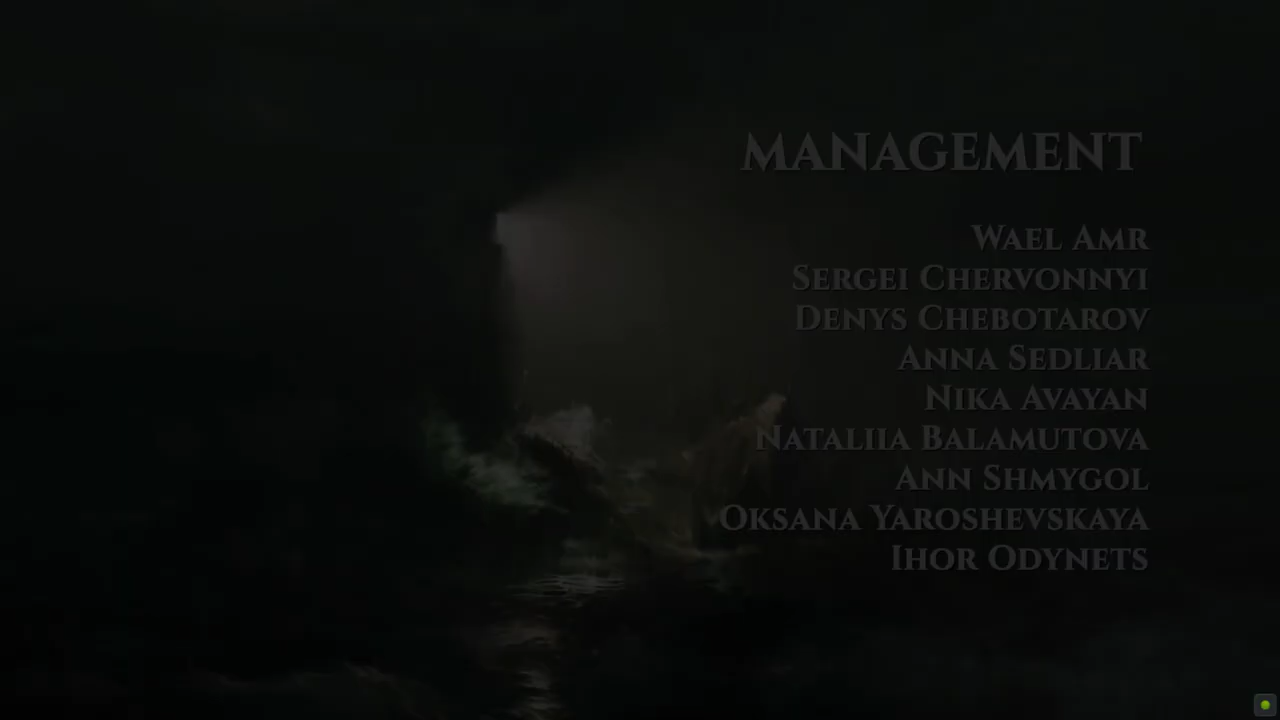 MANAGEMENT
WAEL AMR
SERGEI CHERVONNYI
DENYS CHEBOTAROV
ANNA SEDLIAR
NIKA AVAYAN
NATALIIA BALAMUTOVA
ANN SHMYGOL
OKSANA YAROSHEVSKAYA
IHOR ODYNETS